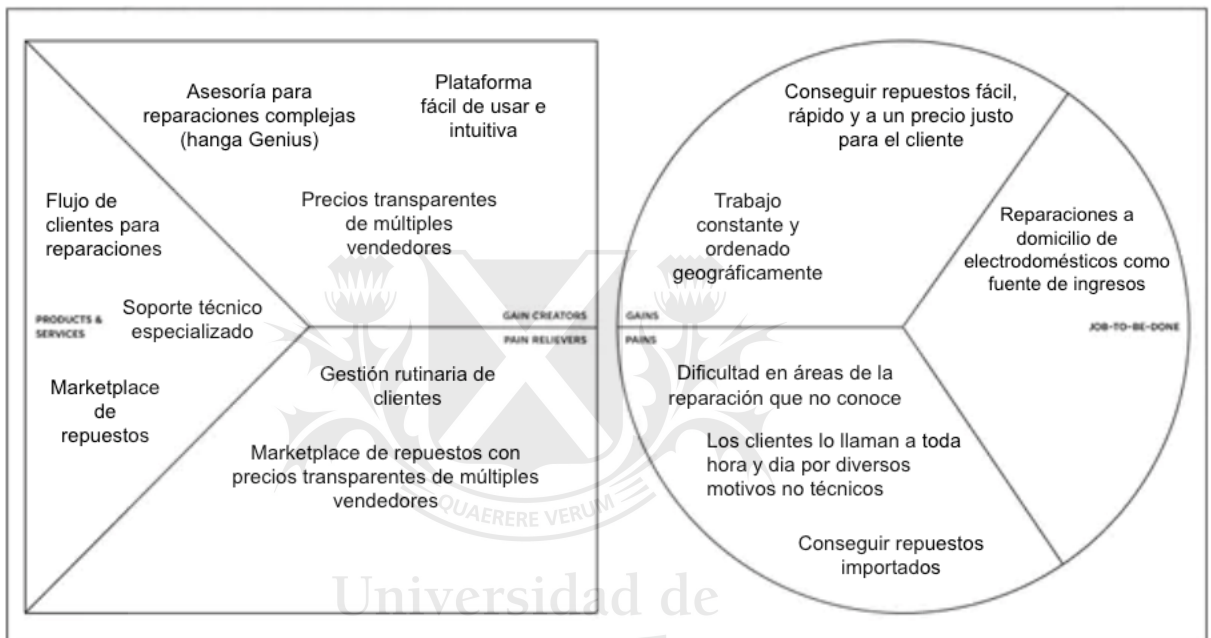 Asesoría para
reparaciones complejas
(hanga Genius)
Plataforma
fácil de usar e
intuitiva
Flujo de
clientes para
reparaciones
Precios transparentes
de múltiples
vendedores
Soporte técnico
especializado
PRODUCTS &
SERVICES
GAIN CREATORS
PAIN RELIEVERS
Marketplace
de
repuestos
Gestión rutinaria de
clientes
Marketplace de repuestos con
precios transparentes de múltiples
vendedores
Conseguir repuestos fácil,
rápido y a un precio justo
para el cliente
Trabajo
constante y
ordenado
geográficamente
Reparaciones a
domicilio de
electrodomésticos como
fuente de ingresos
GAINS
PAINS
JOB-TO-BE-DONE
Dificultad en áreas de la
reparación que no conoce
Los clientes lo llaman a toda
hora y dia por diversos
motivos no técnicos
Conseguir repuestos
importados
QUAERERE VERUM
Universidad de